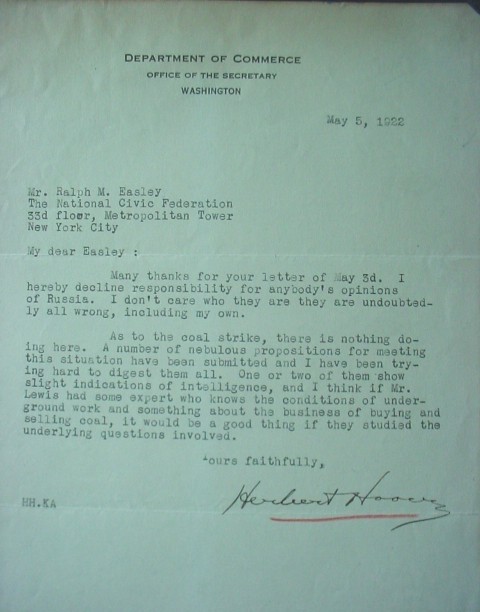 DEPARTMENT OF COMMERCE
OFFICE OF THE SECRETARY
WASHINGTON
May 5, 1922
Mr. Ralph M. Easley
The National Civic Federation
33d floor, Metropolitan Tower
New York City
My dear Easley :
Many thanks for your letter of May 3d. I
hereby decline responsibility for anybody's opinions
of Russia. I don't care who they are they are undoubted-
ly all wrong, including my own.
As to the coal strike, there is nothing do-
ing here. A number of nebulous propositions for meeting
this situation have been submitted and I have been try-
ing hard to digest them all. One or two of them show
slight indications of intelligence, and I think if Mr.
Lewis had some expert who knows the conditions of under-
ground work and something about the business of buying and
selling coal, it would be a good thing if they studied the
underlying questions involved.
Yours faithfully,
Herbert Hoover
HH.KA